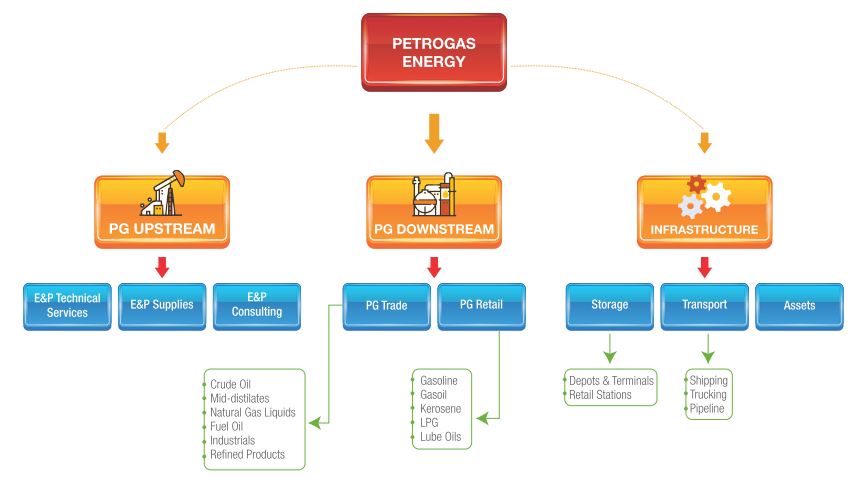 PETROGAS
ENERGY
PG UPSTREAM
PG DOWNSTREAM
INFRASTRUCTURE
E&P Technical
Services
E&P Supplies
E&P
Consulting
PG Trade
PG Retail
Storage
Transport
Assets
Crude Oil
Mid-distilates
Natural Gas Liquids
Fuel Oil
Industrials
Refined Products
Gasoline
Gasoil
Kerosene
LPG
Lube Oils
Depots & Terminals
Retail Stations
Shipping
Trucking
Pipeline